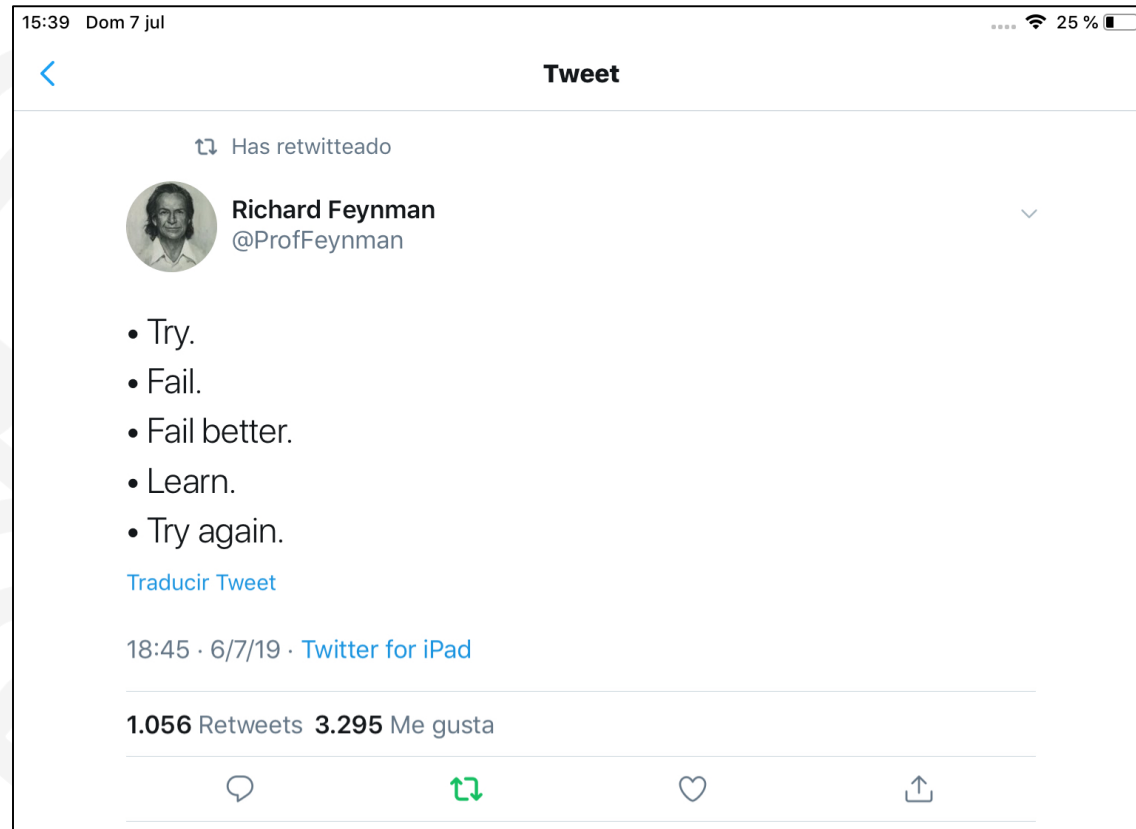 15:39 Dom 7 jul 25 %
Tweet
Has retwitteado
Richard Feynman
@ProfFeynman
• Try.
• Fail.
• Fail better.
• Learn.
• Try again.
Traducir Tweet
18:45 · 6/7/19 · Twitter for iPad
1.056 Retweets 3.295 Me gusta